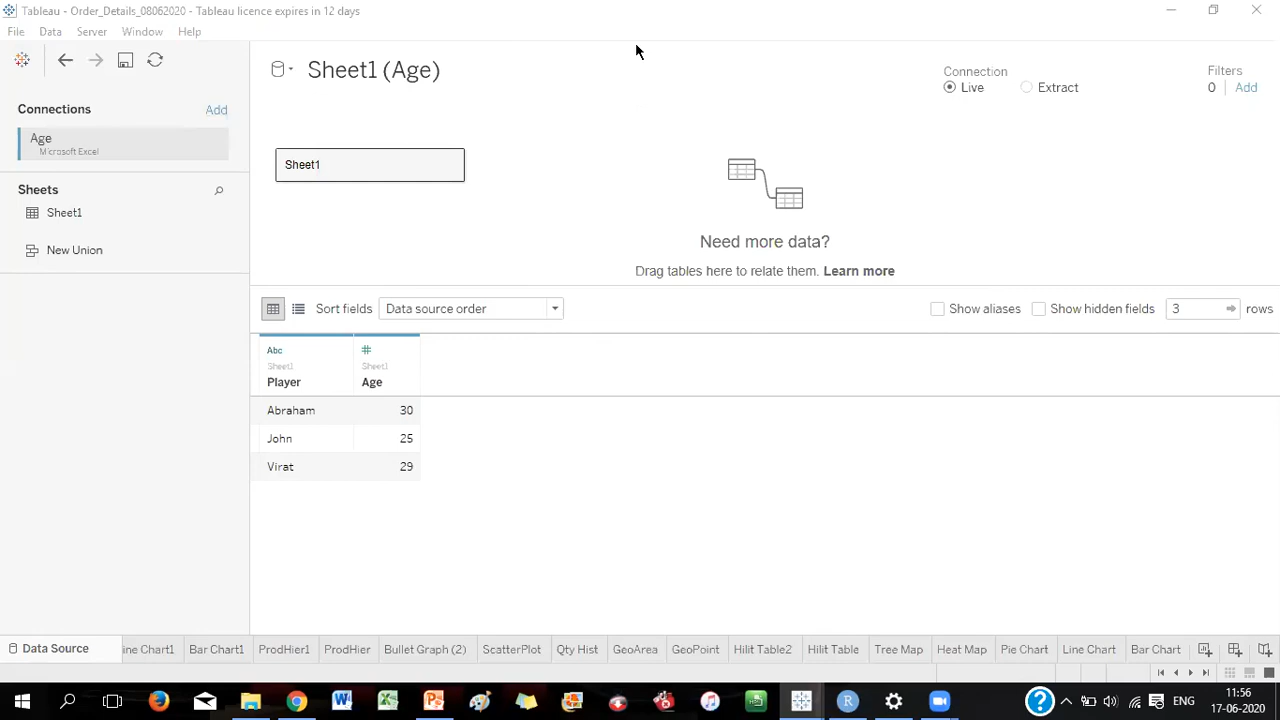 Tableau - Order_Details_08062020 - Tableau licence expires in 12 days
File Data Server Window Help
Connections Add
Age
Microsoft Excel
Sheets
Sheet1
New Union
Sheet1 (Age)
Connection
Live Extract
Filters
0 Add
Sheet1
Need more data?
Drag tables here to relate them. Learn more
Sort fields Data source order Show aliases Show hidden fields 3 rows
Abc #
Sheet1 Sheet1
Player Age
Abraham 30
John 25
Virat 29
Data Source ine Chart1 Bar Chart1 ProdHier1 ProdHier Bullet Graph (2) ScatterPlot Qty Hist GeoArea GeoPoint Hilit Table2 Hilit Table Tree Map Heat Map Pie Chart Line Chart Bar Chart
ENG
11:56
17-06-2020